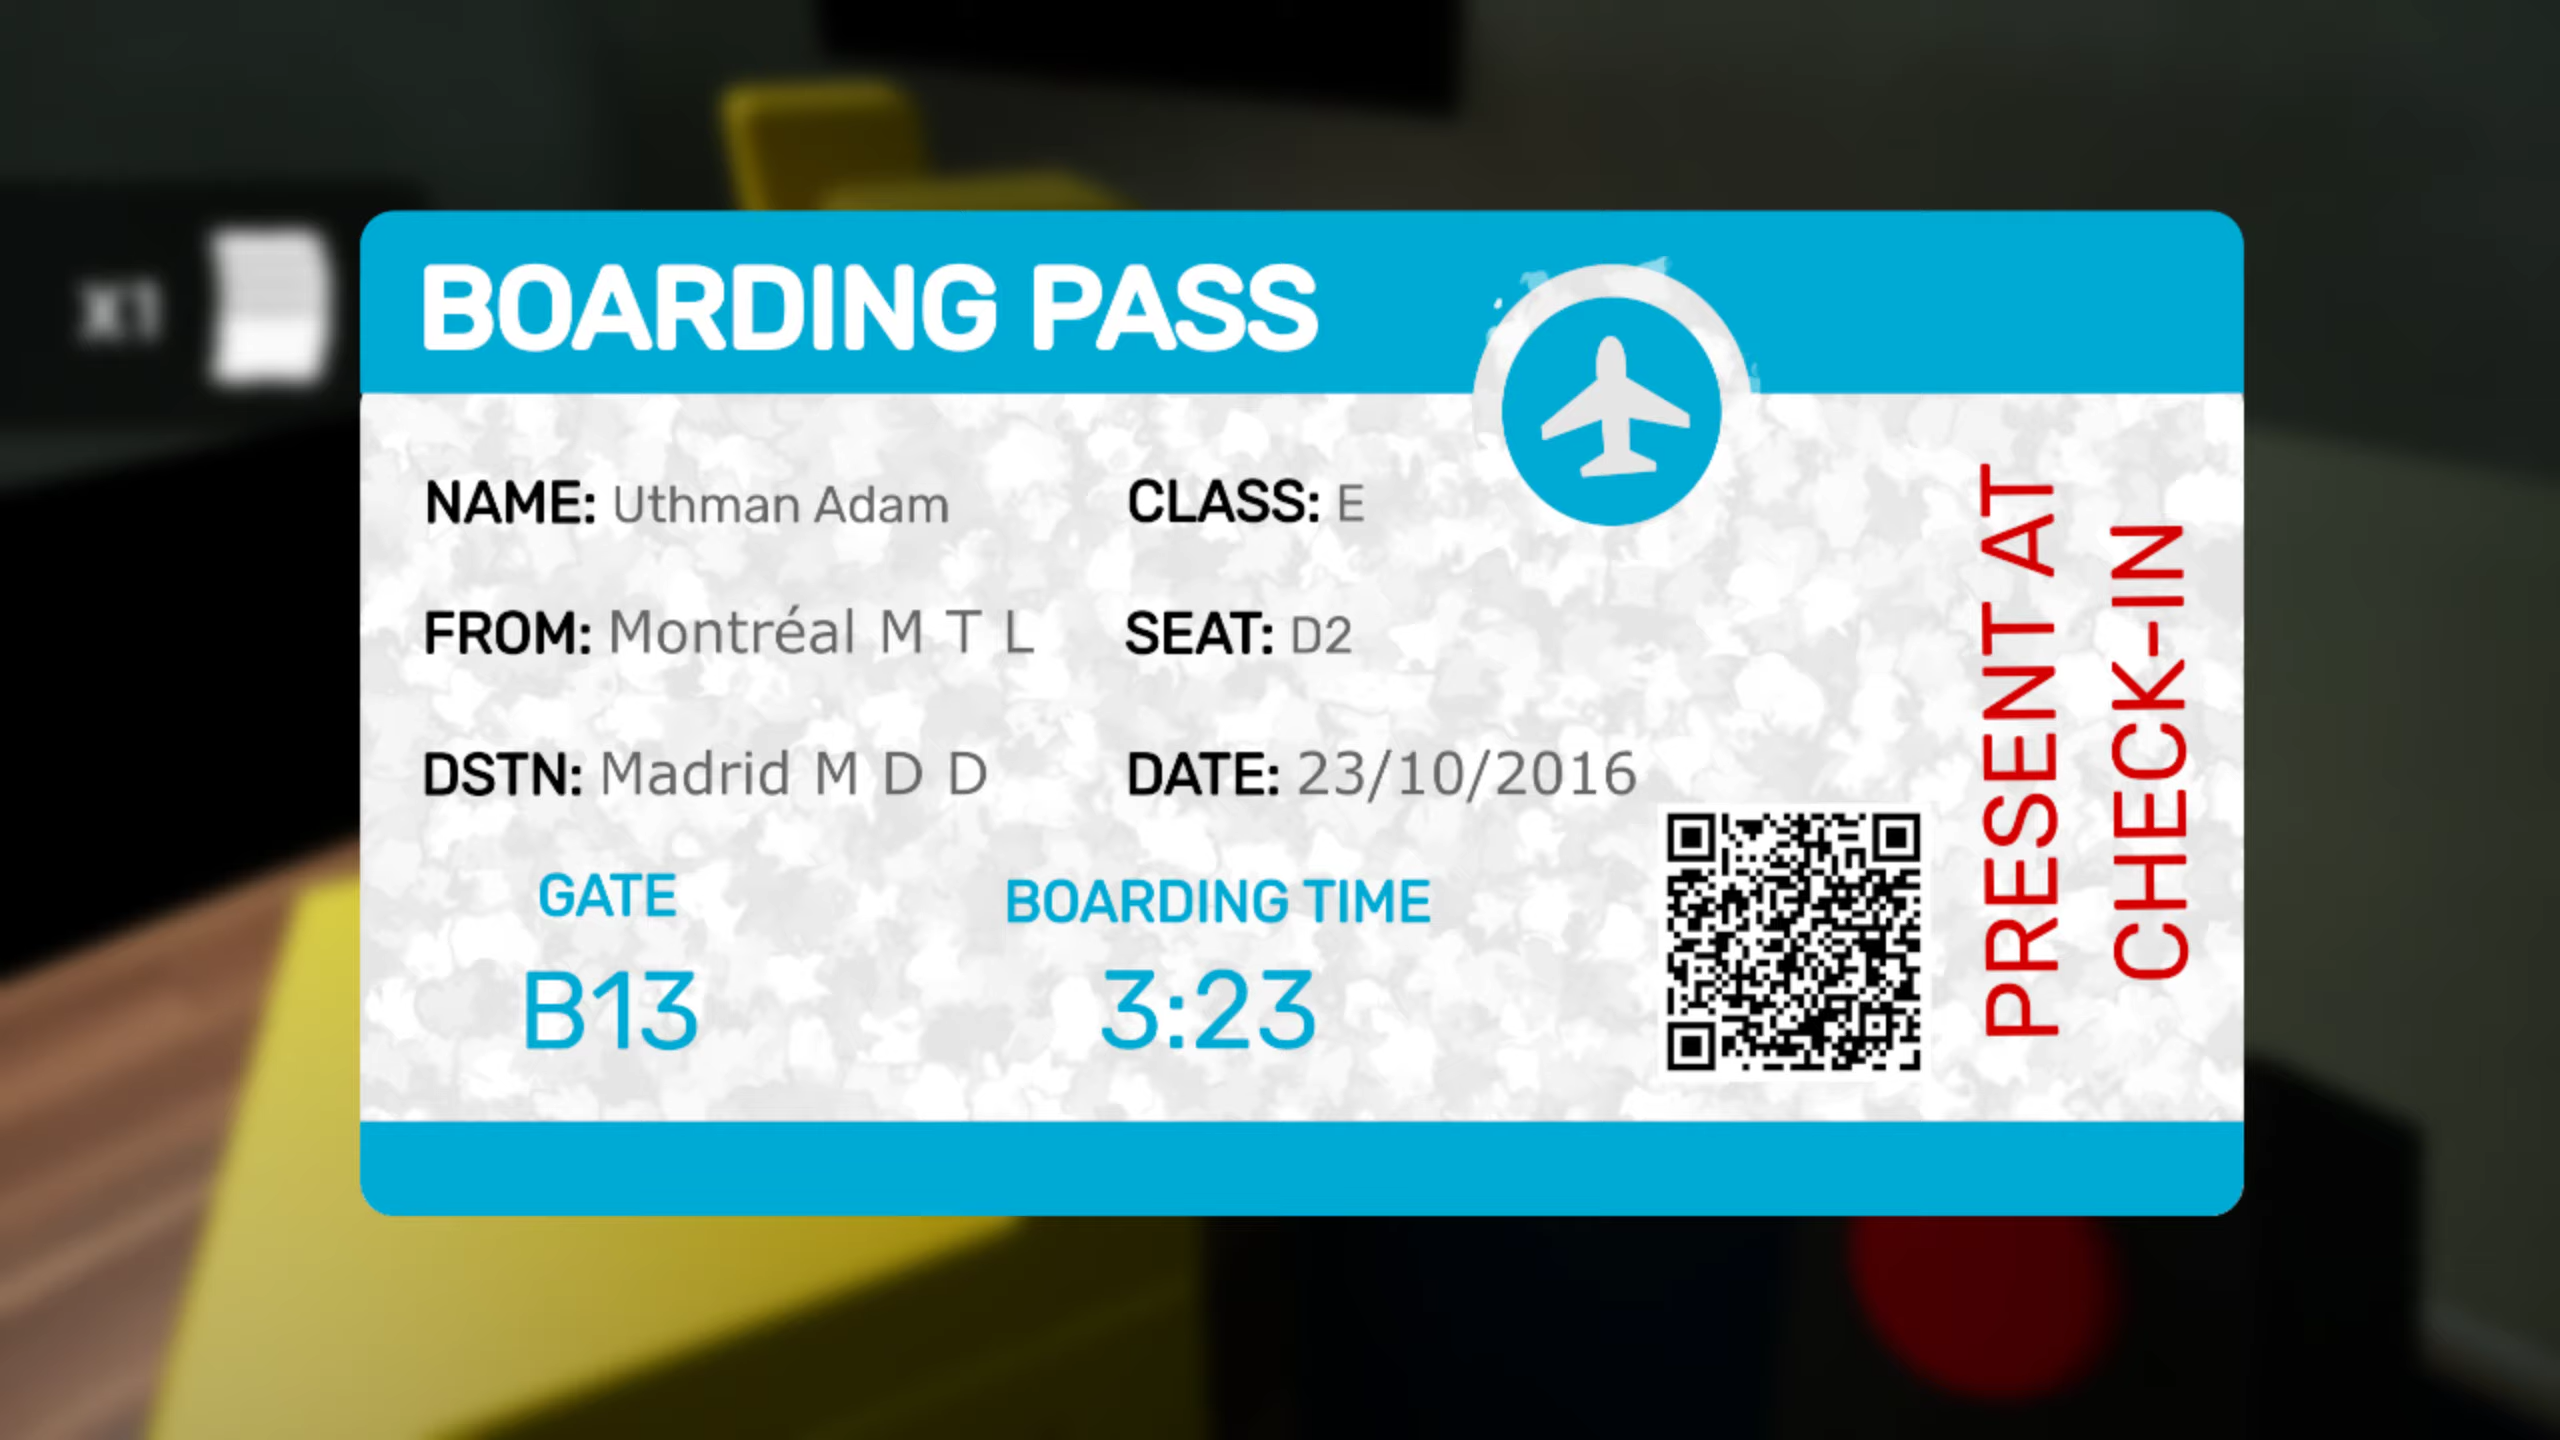 X1
BOARDING PASS
NAME: Uthman Adam
CLASS: E
FROM: Montréal M T L
SEAT: D2
DSTN: Madrid M D D
DATE: 23/10/2016
GATE
B13
BOARDING TIME
3:23
PRESENT AT
CHECK-IN